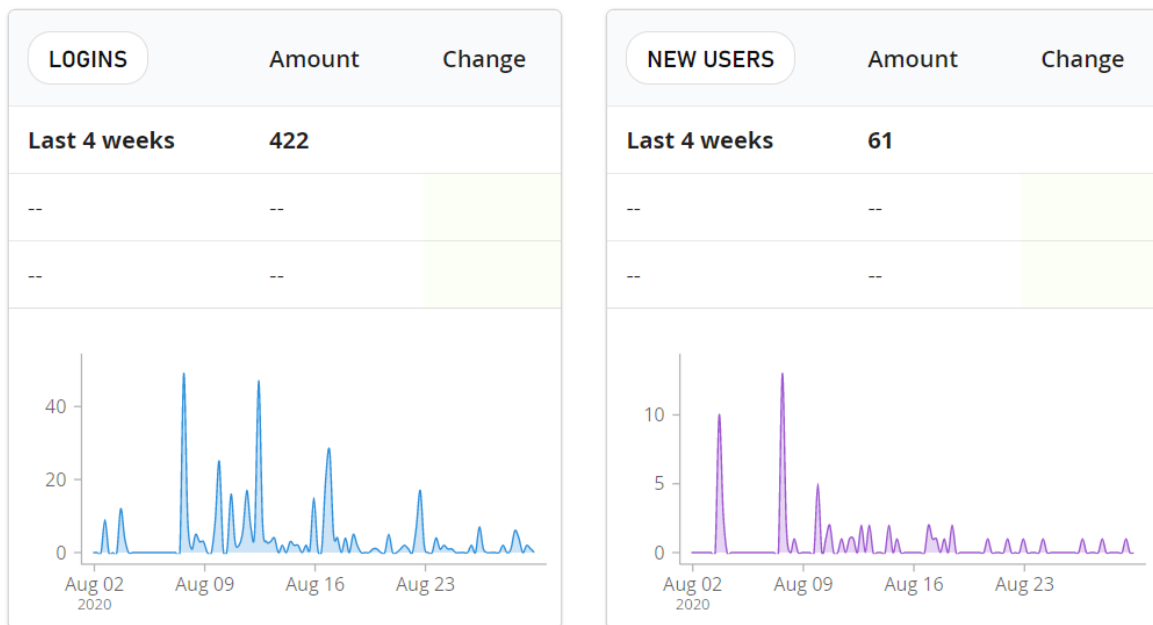 LOGINS Amount Change
Last 4 weeks 422
-- --
-- --
40
20
0
Aug 02 Aug 09 Aug 16 Aug 23
2020
NEW USERS Amount Change
Last 4 weeks 61
-- --
-- --
10
5
0
Aug 02 Aug 09 Aug 16 Aug 23
2020